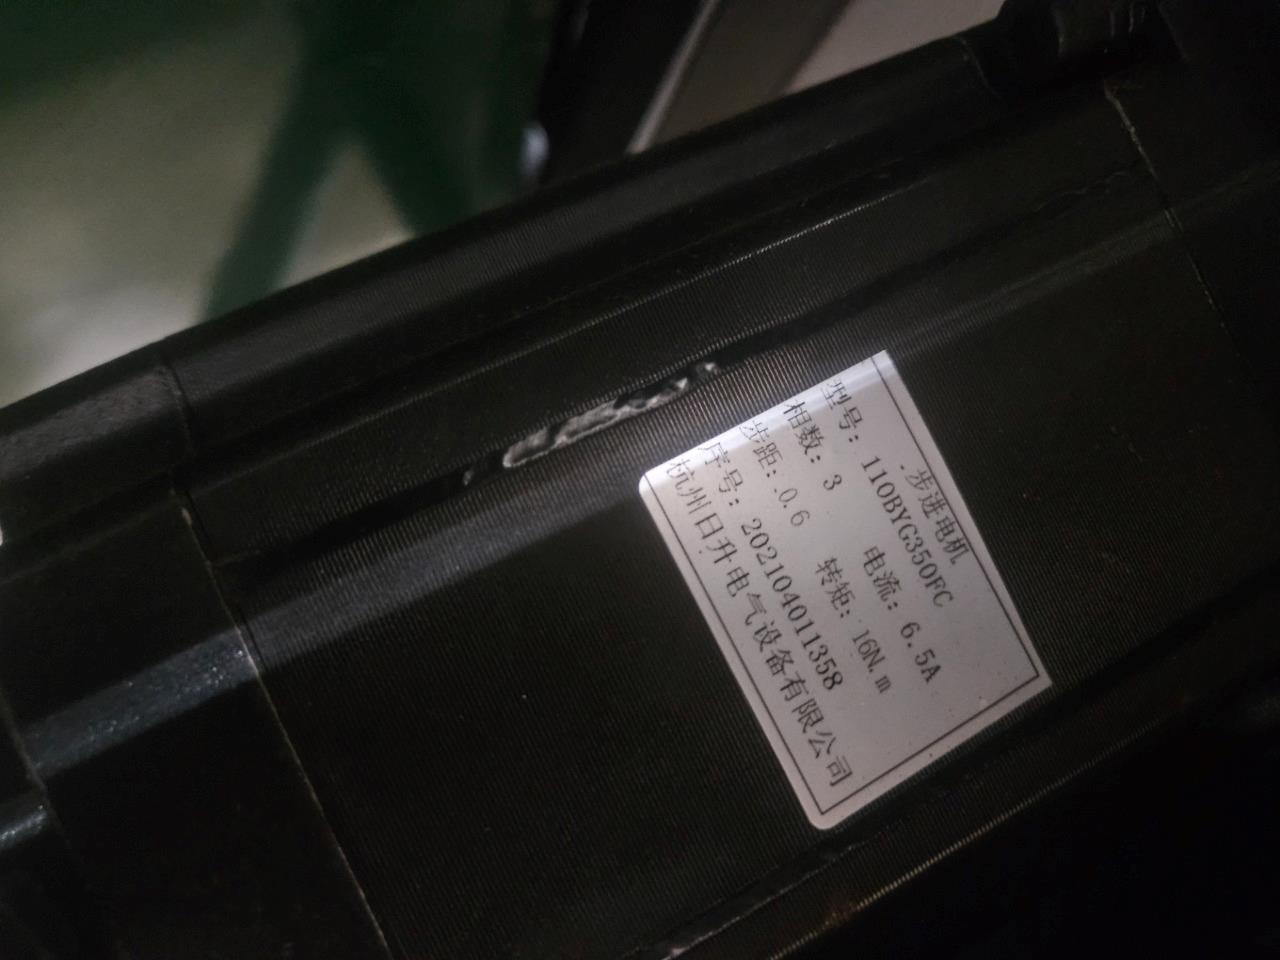 步进电机
型号：110BYG350FC
相数：3 电流：6.5A
步距：0.6 转矩：16N.m
序号：202104011358
杭州日升电气设备有限公司